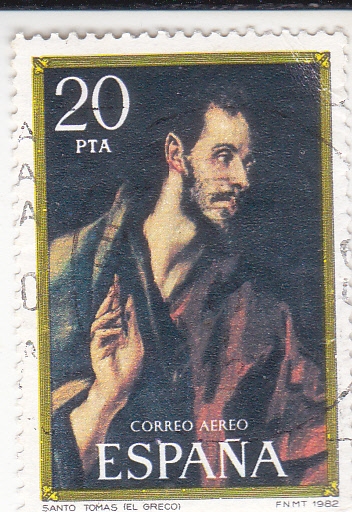 20
PTA
CORREO AEREO
ESPAÑA
SANTO TOMAS (EL GRECO) FNMT 1982